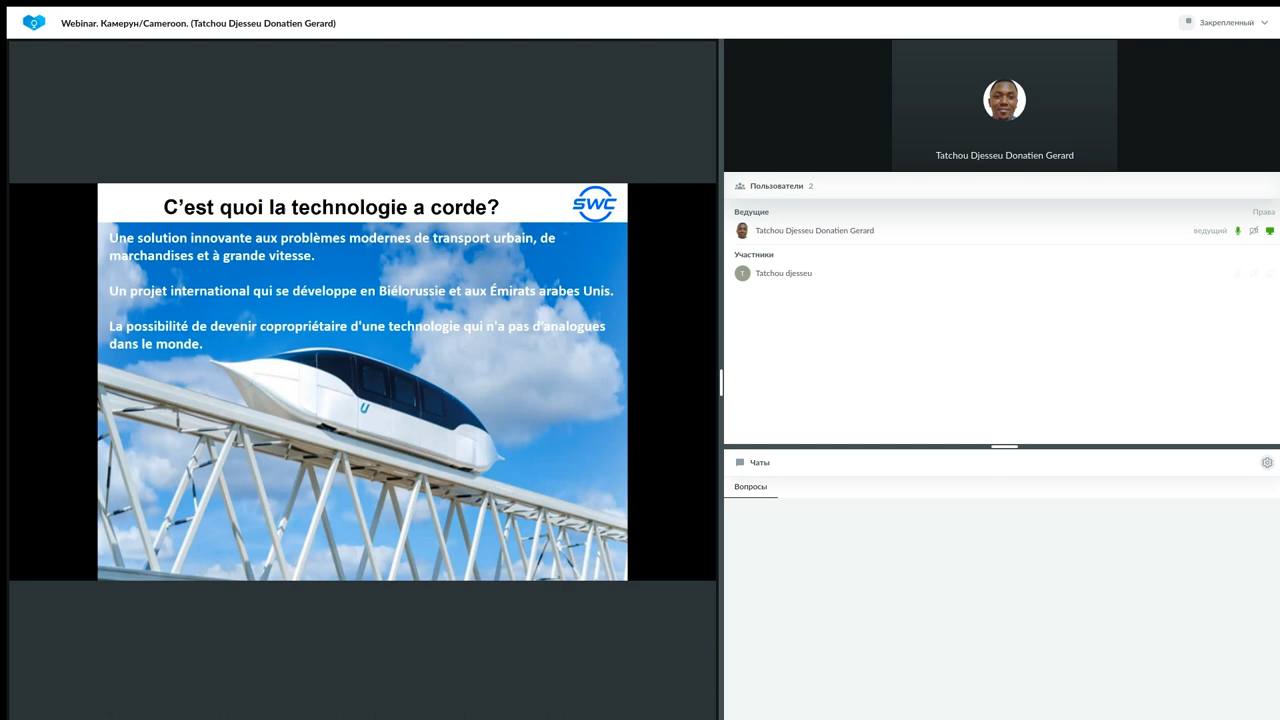 Webinar. Камерун/Cameroon. (Tatchou Djesseu Donatien Gerard)
Закрепленный
C'est quoi la technologie a corde?
SWC
Une solution innovante aux problèmes modernes de transport urbain, de
marchandises et à grande vitesse.
Un projet international qui se développe en Biélorussie et aux Émirats arabes Unis.
La possibilité de devenir copropriétaire d'une technologie qui n'a pas d'analogues
dans le monde.
U
Tatchou Djesseu Donatien Gerard
Пользователи 2
Ведущие Права
Tatchou Djesseu Donatien Gerard ведущий
Участники
T Tatchou djesseu
Чаты
Вопросы